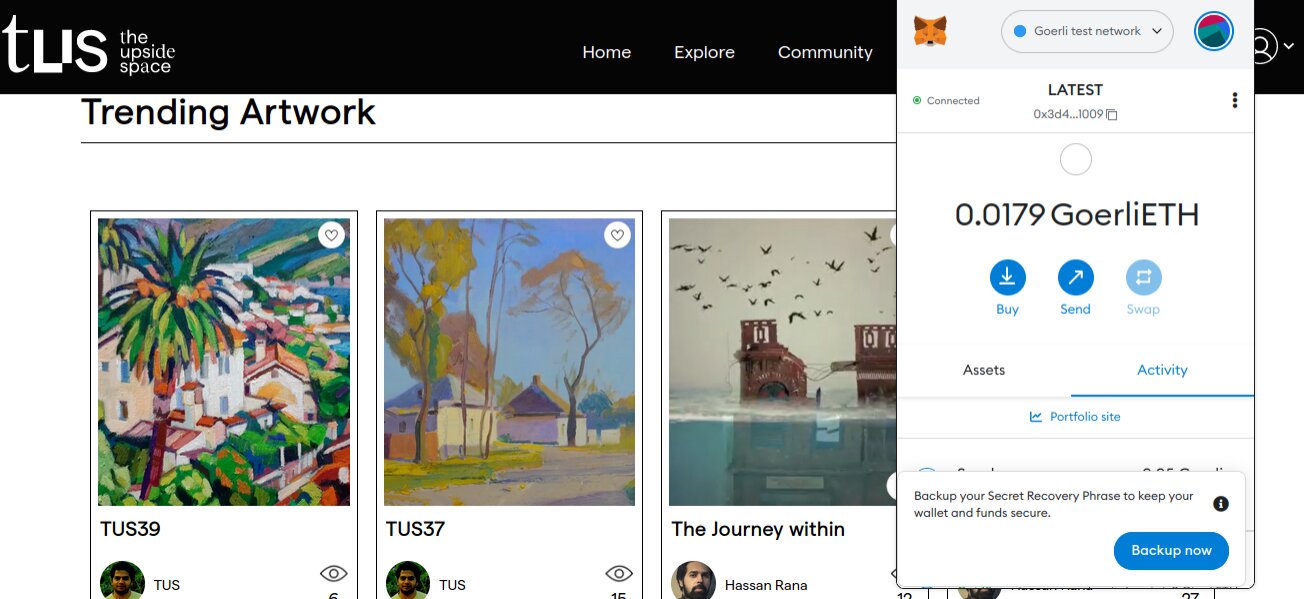 tus the upside space
Home Explore Community
Trending Artwork
TUS39
TUS
6
TUS37
TUS
15
The Journey within
Hassan Rana
12
27
Goerli test network
Connected
LATEST
0x3d4...1009
0.0179 GoerliETH
Buy Send Swap
Assets Activity
Portfolio site
Backup your Secret Recovery Phrase to keep your
wallet and funds secure.
Backup now